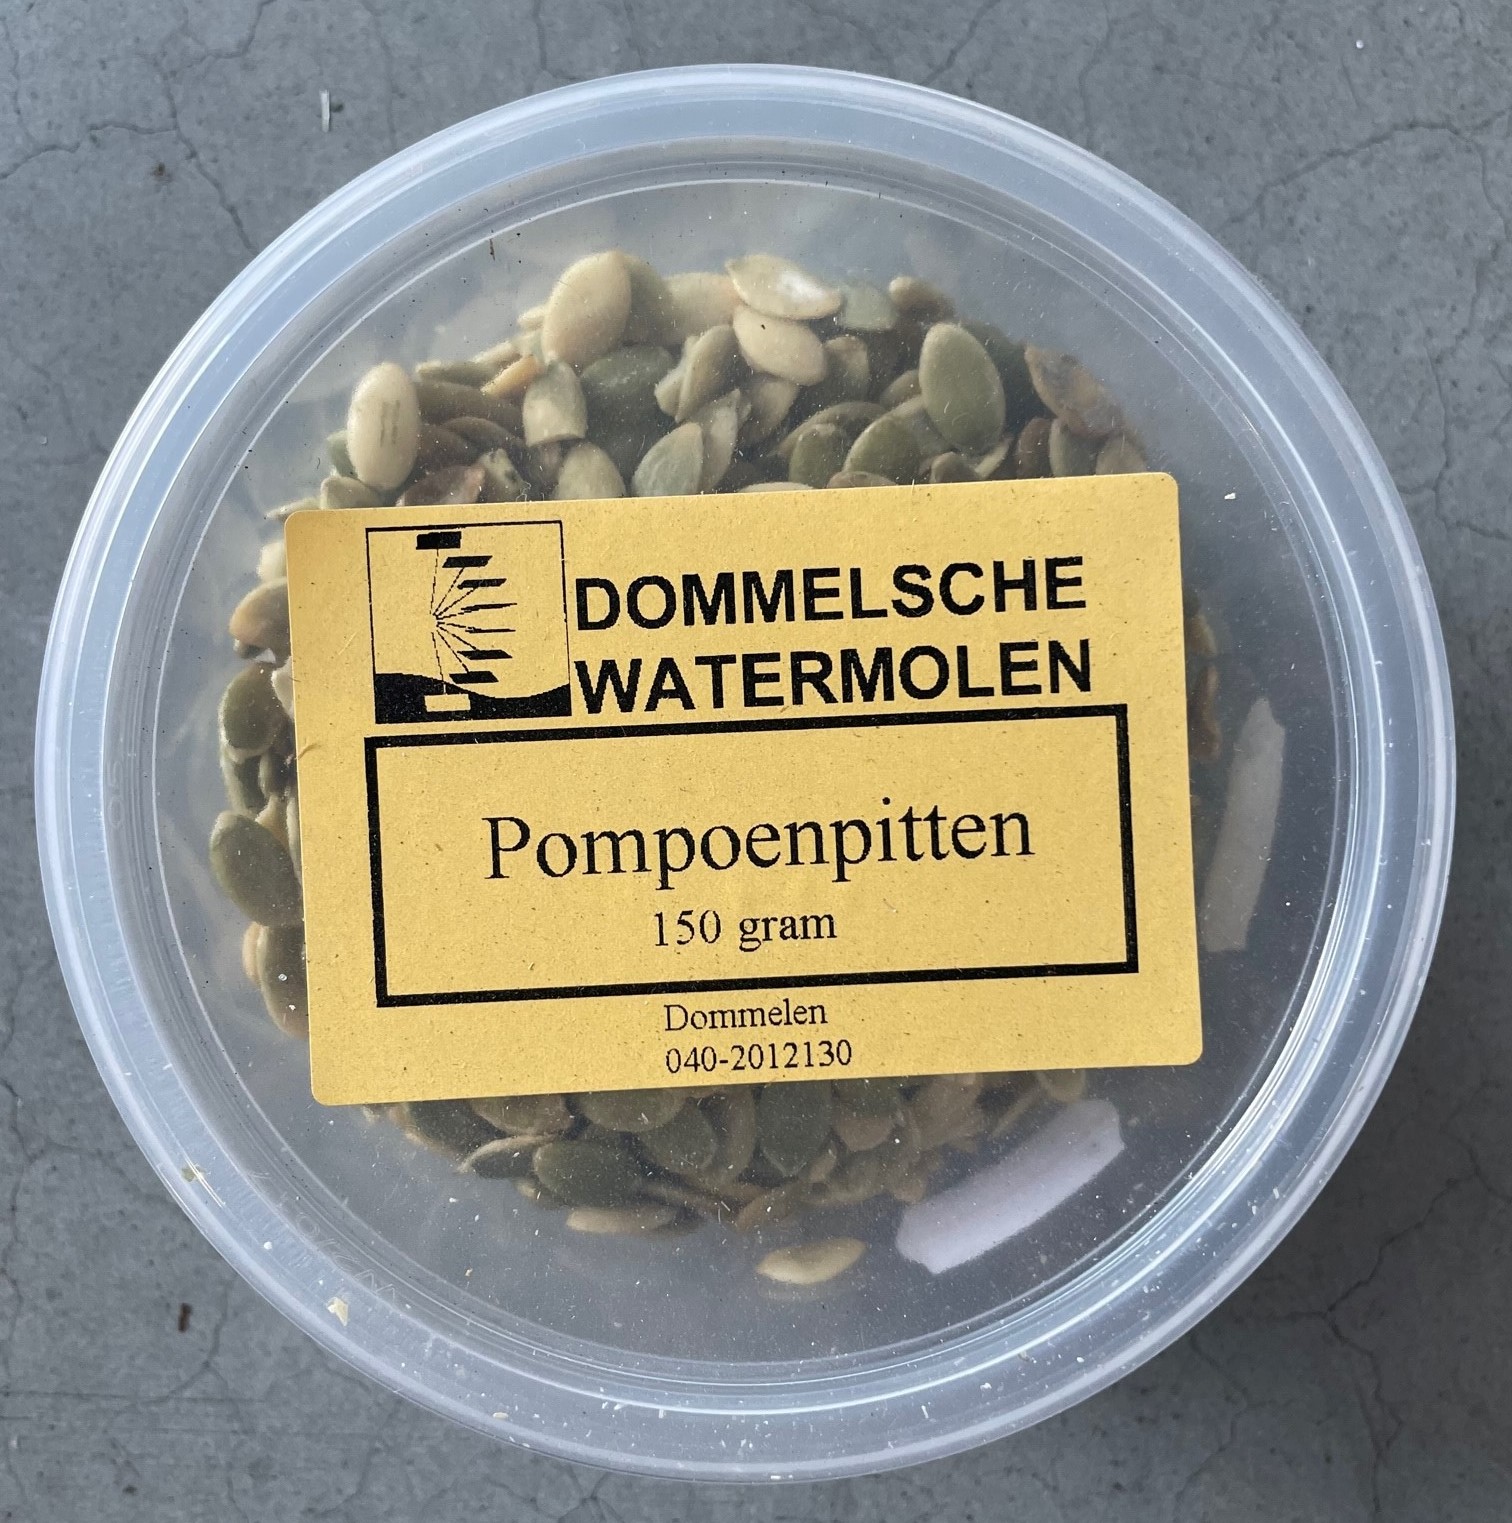 DOMMELSCHE
WATERMOLEN
Pompoenpitten
150 gram
Dommelen
040-2012130